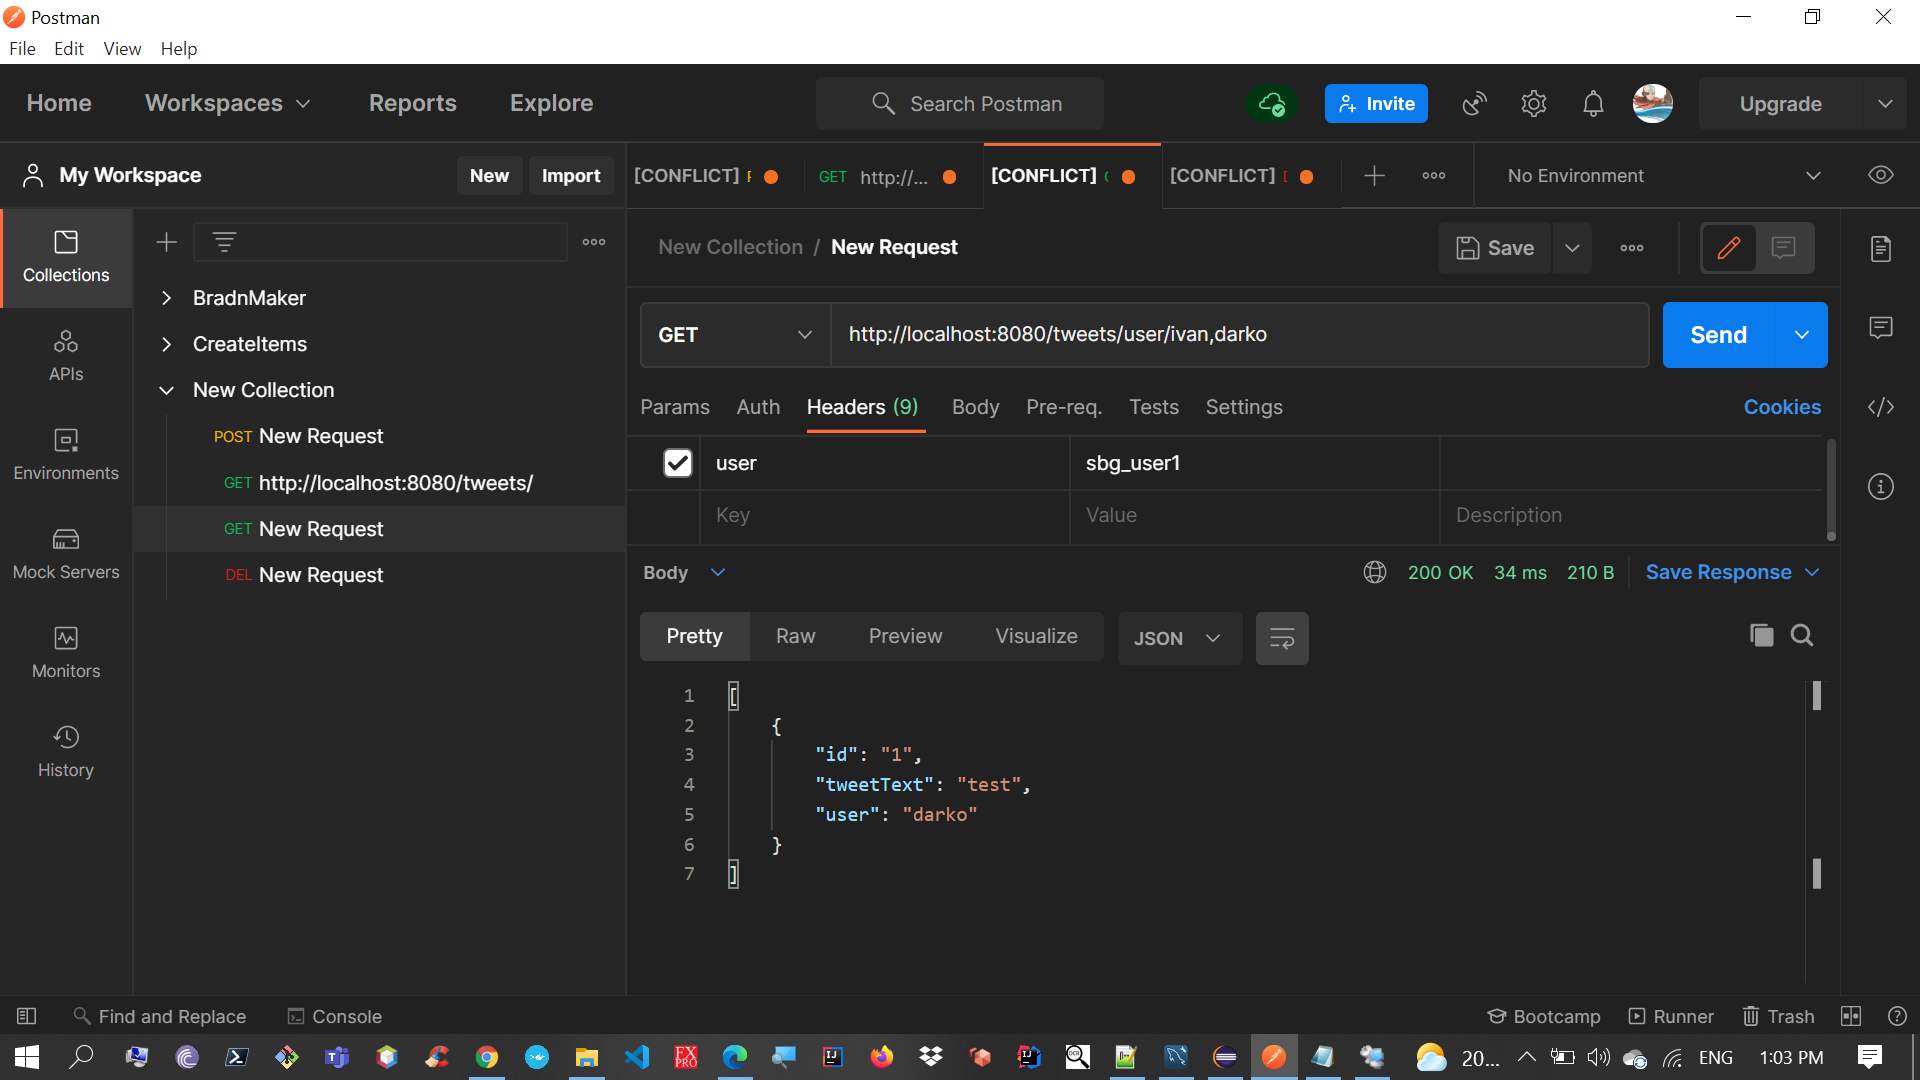 Postman
File Edit View Help
Home Workspaces Reports Explore Search Postman Invite Upgrade
My Workspace New Import
[CONFLICT] GET http://... [CONFLICT] [CONFLICT] No Environment
Collections
APIs
Environments
Mock Servers
Monitors
History
BradnMaker
CreateItems
New Collection
POST New Request
GET http://localhost:8080/tweets/
GET New Request
DEL New Request
New Collection / New Request Save
GET http://localhost:8080/tweets/user/ivan,darko Send
Params Auth Headers (9) Body Pre-req. Tests Settings Cookies
user sbg_user1
Key Value Description
Body 200 OK 34 ms 210 B Save Response
Pretty Raw Preview Visualize JSON
1 [
2 {
3 "id": "1",
4 "tweetText": "test",
5 "user": "darko"
6 }
7 ]
Find and Replace Console Bootcamp Runner Trash
20... ENG 1:03 PM